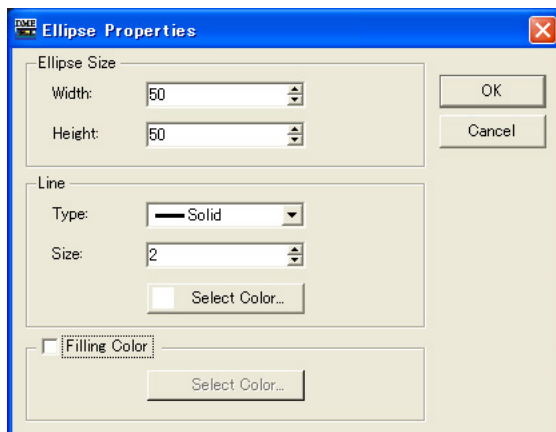 DME Ellipse Properties
Ellipse Size
Width: 50
Height: 50
OK
Cancel
Line
Type: Solid
Size: 2
Select Color...
Filling Color
Select Color...